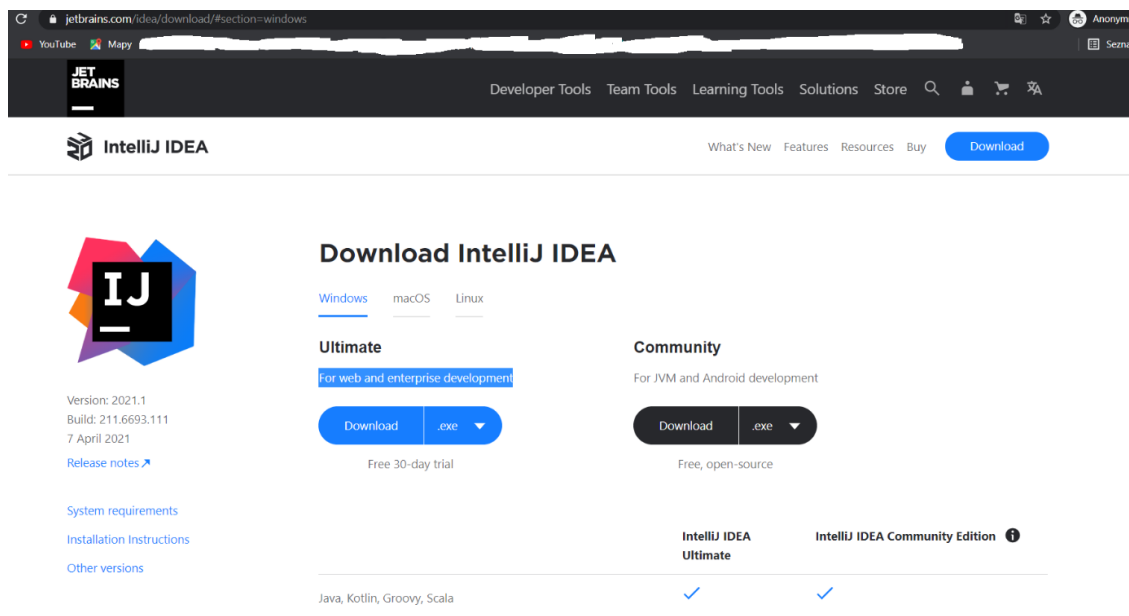 jetbrains.com/idea/download/#section=windows
Anonym
YouTube Mapy
Sezna
JET
BRAINS
Developer Tools Team Tools Learning Tools Solutions Store
IntelliJ IDEA
What's New Features Resources Buy Download
IJ
Download IntelliJ IDEA
Windows macOS Linux
Ultimate
For web and enterprise development
Download .exe
Free 30-day trial
Community
For JVM and Android development
Download .exe
Free, open-source
Version: 2021.1
Build: 211.6693.111
7 April 2021
Release notes
System requirements
Installation Instructions
Other versions
IntelliJ IDEA
Ultimate
IntelliJ IDEA Community Edition
Java, Kotlin, Groovy, Scala